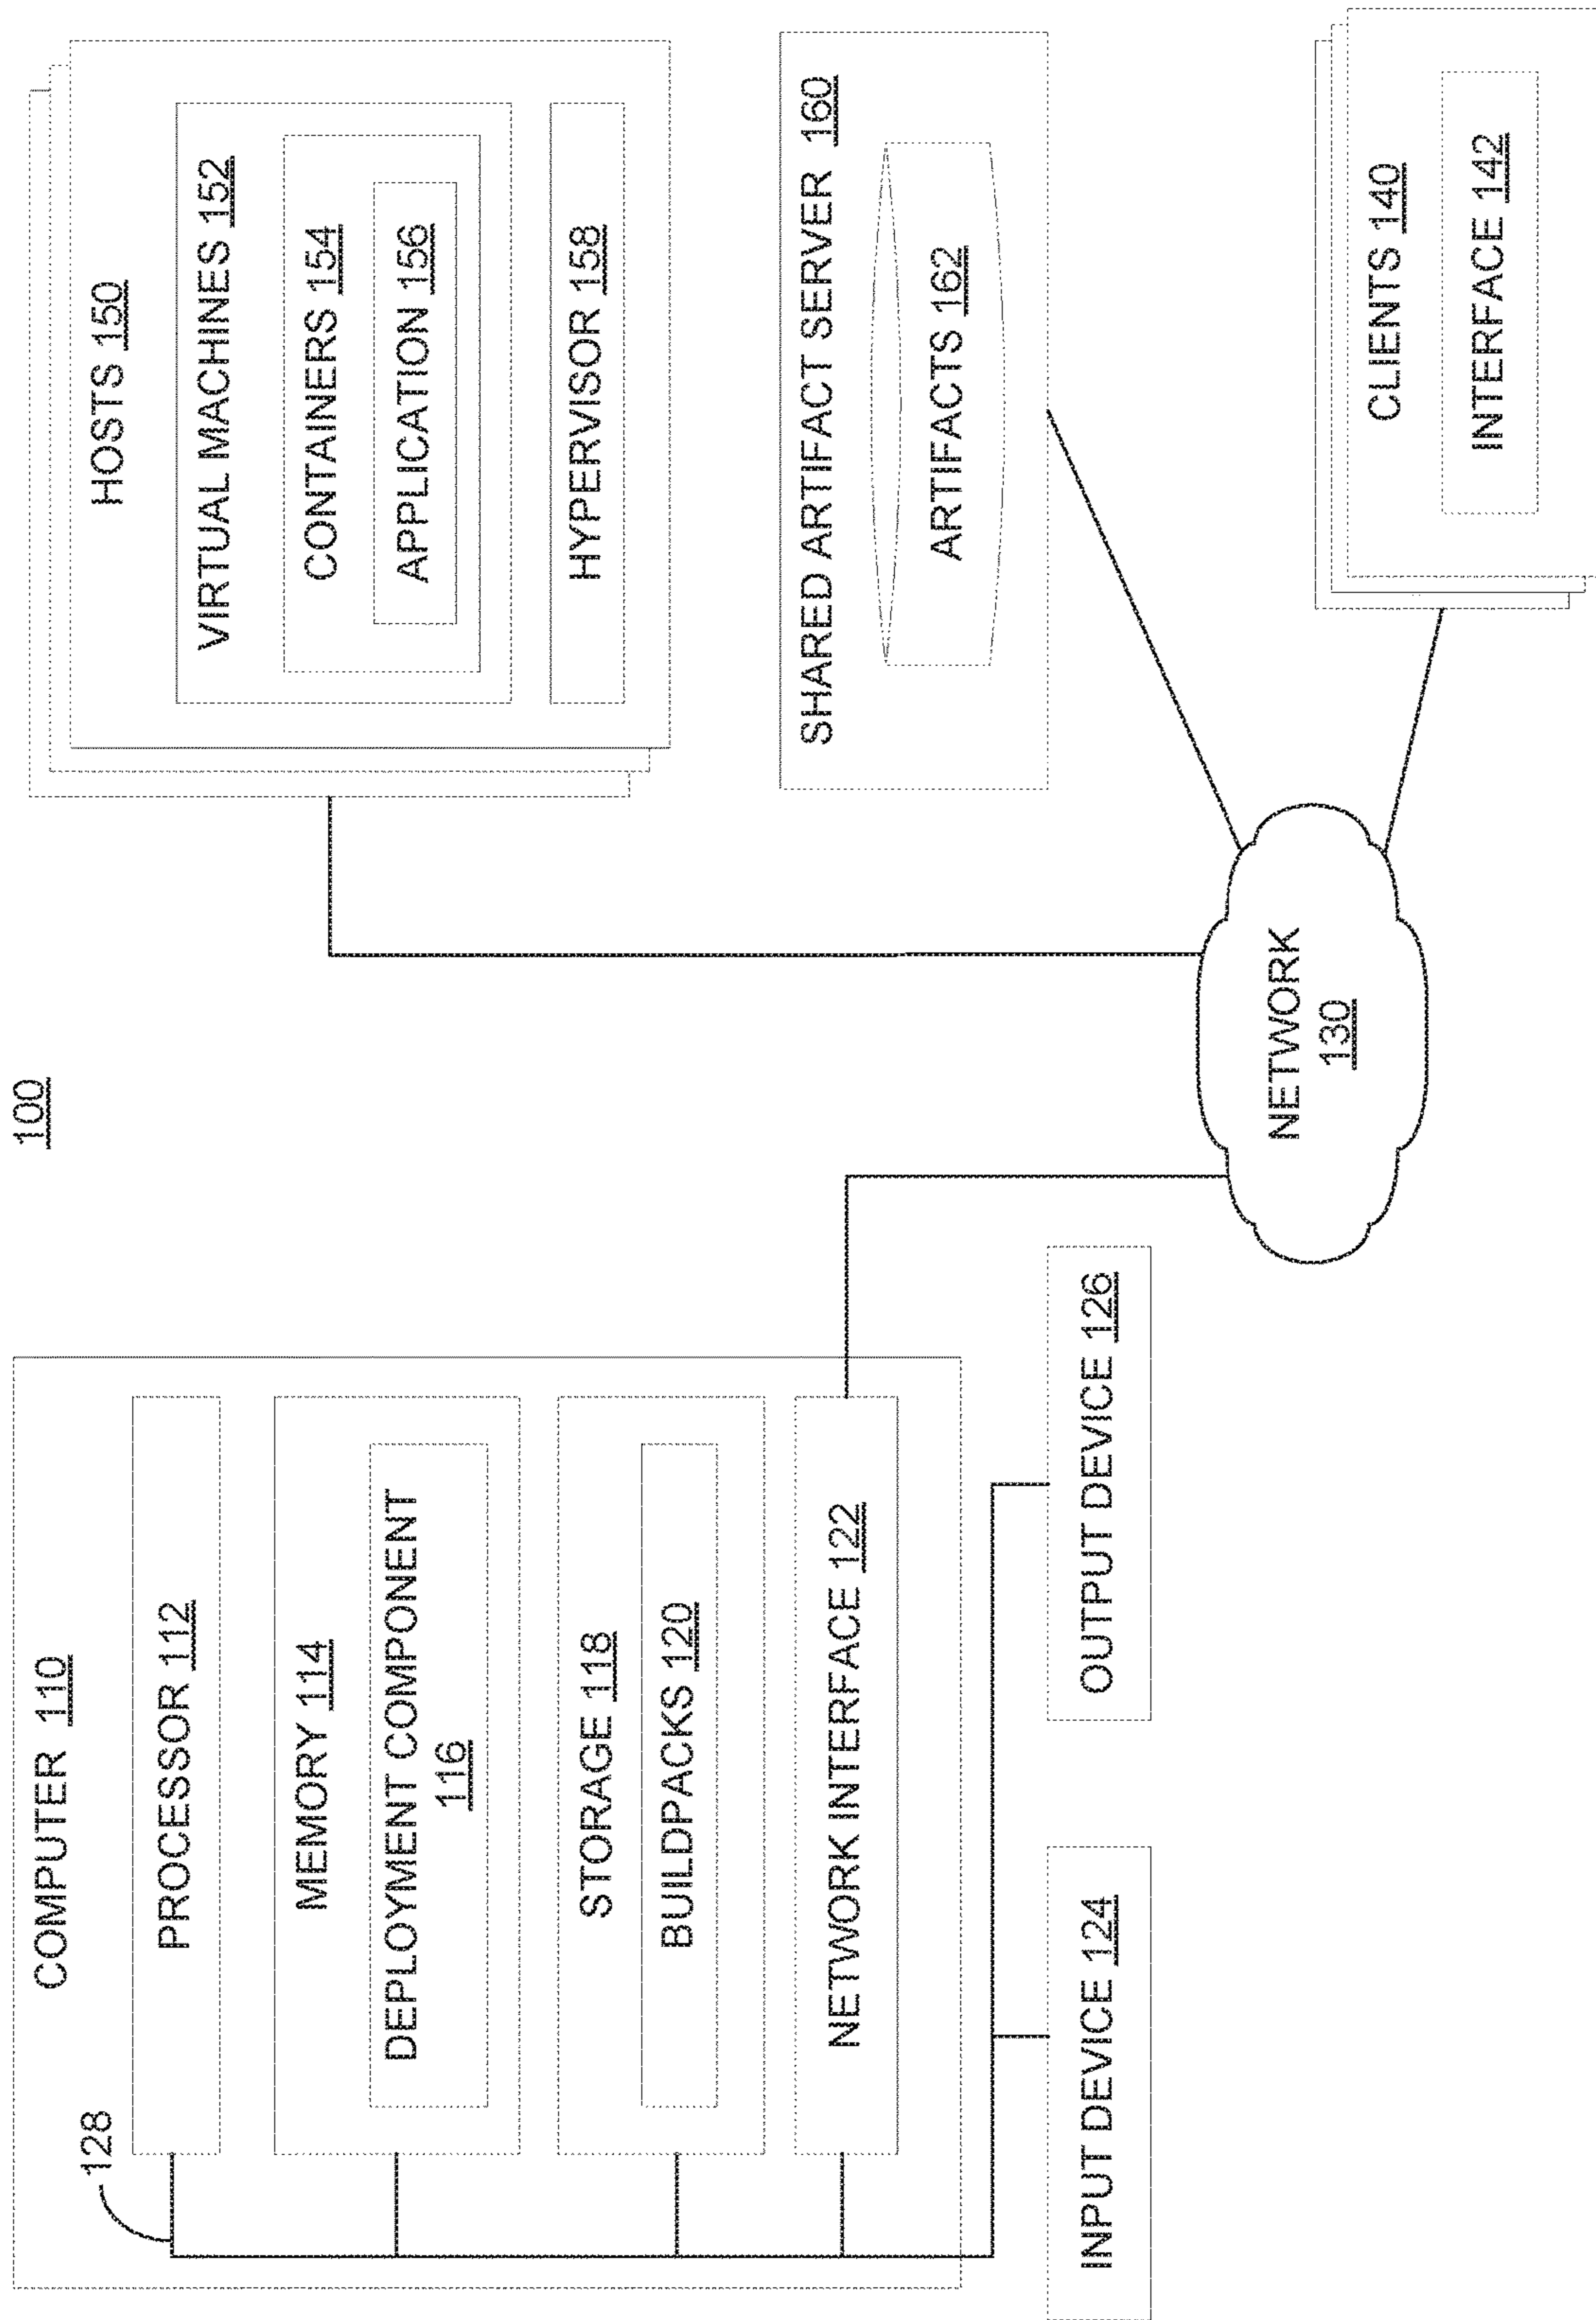 100
COMPUTER 110
128
PROCESSOR 112
MEMORY 114
DEPLOYMENT COMPONENT
116
STORAGE 118
BUILDPACKS 120
NETWORK INTERFACE 122
INPUT DEVICE 124
OUTPUT DEVICE 126
NETWORK
130
HOSTS 150
VIRTUAL MACHINES 152
CONTAINERS 154
APPLICATION 156
HYPERVISOR 158
SHARED ARTIFACT SERVER 160
ARTIFACTS 162
CLIENTS 140
INTERFACE 142